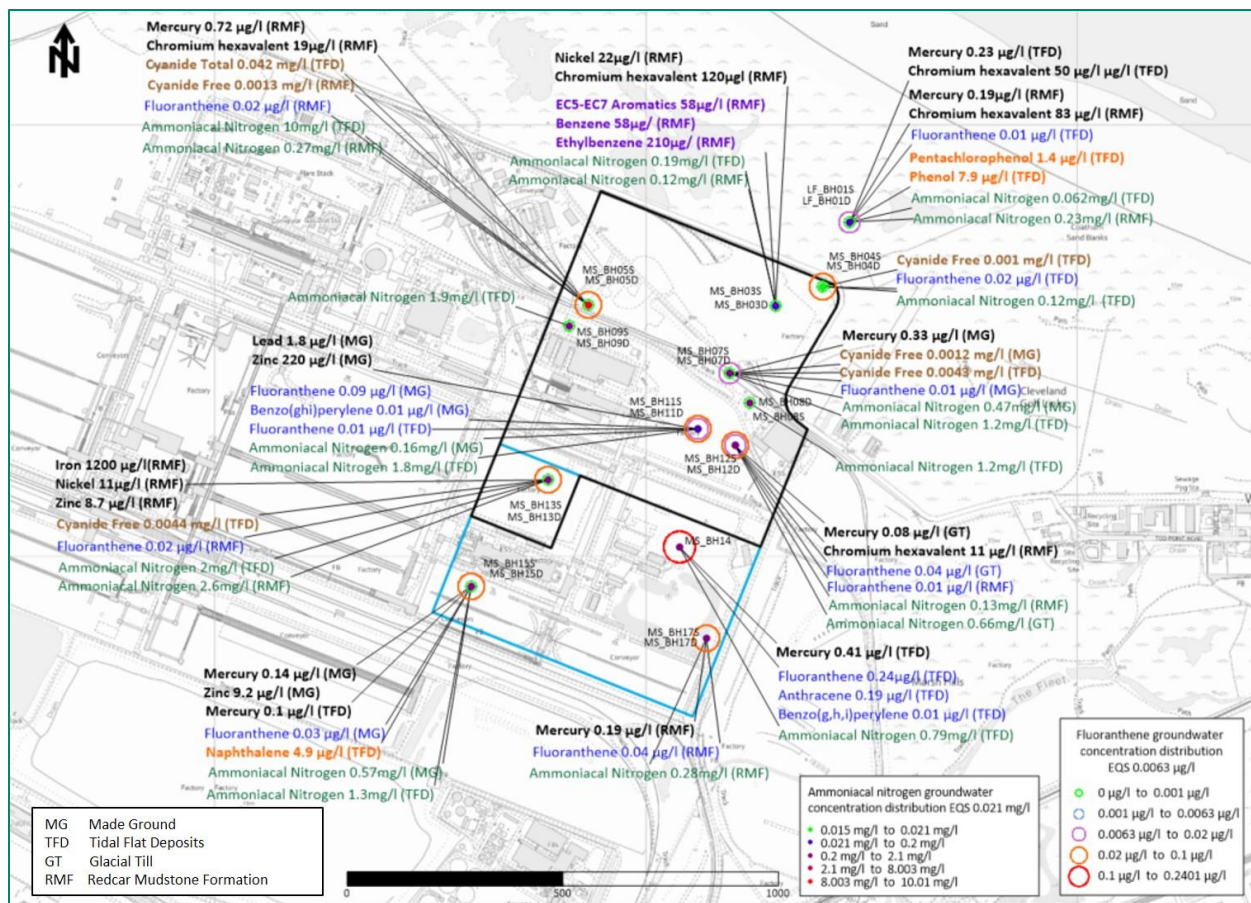 N
Mercury 0.72 µg/l (RMF)
Chromium hexavalent 19µg/l (RMF)
Cyanide Total 0.042 mg/l (TFD)
Cyanide Free 0.0013 mg/l (RMF)
Fluoranthene 0.02 µg/l (RMF)
Ammoniacal Nitrogen 10mg/l (TFD)
Ammoniacal Nitrogen 0.27mg/l (RMF)
Nickel 22µg/l (RMF)
Chromium hexavalent 120µgl (RMF)
EC5-EC7 Aromatics 58µg/l (RMF)
Benzene 58µg/ (RMF)
Ethylbenzene 210µg/ (RMF)
Ammoniacal Nitrogen 0.19mg/l (TFD)
Ammoniacal Nitrogen 0.12mg/l (RMF)
Mercury 0.23 µg/l (TFD)
Chromium hexavalent 50 µg/l µg/l (TFD)
Mercury 0.19µg/l (RMF)
Chromium hexavalent 83 µg/l (RMF)
Fluoranthene 0.01 µg/l (TFD)
Pentachlorophenol 1.4 µg/l (TFD)
Phenol 7.9 µg/l (TFD)
Ammoniacal Nitrogen 0.062mg/l (TFD)
Ammoniacal Nitrogen 0.23mg/l (RMF)
Sand
Sand
Sand
Track
Flare Stack
Conveyor
Factory
LF_BH01S
LF_BH01D
Coatham
Sand Banks
MS_BH04S
MS_BH04D
Cyanide Free 0.001 mg/l (TFD)
Fluoranthene 0.02 µg/l (TFD)
Ammoniacal Nitrogen 0.12mg/l (TFD)
MS_BH05S
MS_BH05D
MS_BH03S
MS_BH03D
Ammoniacal Nitrogen 1.9mg/l (TFD)
MS_BH09S
MS_BH09D
Lead 1.8 µg/l (MG)
Zinc 220 µg/l (MG)
Fluoranthene 0.09 µg/l (MG)
Benzo(ghi)perylene 0.01 µg/l (MG)
Fluoranthene 0.01 µg/l (TFD)
Ammoniacal Nitrogen 0.16mg/l (MG)
Ammoniacal Nitrogen 1.8mg/l (TFD)
MS_BH07S
MS_BH07D
MS_BH08D
MS_BH08S
MS_BH11S
MS_BH11D
Mercury 0.33 µg/l (MG)
Cyanide Free 0.0012 mg/l (MG)
Cyanide Free 0.0043 mg/l (TFD)
Fluoranthene 0.01 µg/l (MG)
Ammoniacal Nitrogen 0.47mg/l (MG)
Ammoniacal Nitrogen 1.2mg/l (TFD)
Cleveland
Ammoniacal Nitrogen 1.2mg/l (TFD)
MS_BH12S
MS_BH12D
Iron 1200 µg/l(RMF)
Nickel 11µg/l (RMF)
Zinc 8.7 µg/l (RMF)
Cyanide Free 0.0044 mg/l (TFD)
Fluoranthene 0.02 µg/l (RMF)
Ammoniacal Nitrogen 2mg/l (TFD)
Ammoniacal Nitrogen 2.6mg/l (RMF)
MS_BH13S
MS_BH13D
MS_BH14
MS_BH15S
MS_BH15D
MS_BH17S
MS_BH17D
Sewage
Ppg Sta
Recycling
Site
TOD POINT ROAD
Mercury 0.08 µg/l (GT)
Chromium hexavalent 11 µg/l (RMF)
Fluoranthene 0.04 µg/l (GT)
Fluoranthene 0.01 µg/l (RMF)
Ammoniacal Nitrogen 0.13mg/l (RMF)
Ammoniacal Nitrogen 0.66mg/l (GT)
Mercury 0.41 µg/l (TFD)
Fluoranthene 0.24µg/l (TFD)
Anthracene 0.19 µg/l (TFD)
Benzo(g,h,i)perylene 0.01 µg/l (TFD)
Ammoniacal Nitrogen 0.79mg/l (TFD)
The Fleet
Mercury 0.14 µg/l (MG)
Zinc 9.2 µg/l (MG)
Mercury 0.1 µg/l (TFD)
Fluoranthene 0.03 µg/l (MG)
Naphthalene 4.9 µg/l (TFD)
Ammoniacal Nitrogen 0.57mg/l (MG)
Ammoniacal Nitrogen 1.3mg/l (TFD)
Mercury 0.19 µg/l (RMF)
Fluoranthene 0.04 µg/l (RMF)
Ammoniacal Nitrogen 0.28mg/l (RMF)
MG Made Ground
TFD Tidal Flat Deposits
GT Glacial Till
RMF Redcar Mudstone Formation
0 500 1000
Ammoniacal nitrogen groundwater
concentration distribution EQS 0.021 mg/l
0.015 mg/l to 0.021 mg/l
0.021 mg/l to 0.2 mg/l
0.2 mg/l to 2.1 mg/l
2.1 mg/l to 8.003 mg/l
8.003 mg/l to 10.01 mg/l
Fluoranthene groundwater
concentration distribution
EQS 0.0063 µg/l
0 µg/l to 0.001 µg/l
0.001 µg/l to 0.0063 µg/l
0.0063 µg/l to 0.02 µg/l
0.02 µg/l to 0.1 µg/l
0.1 µg/l to 0.2401 µg/l